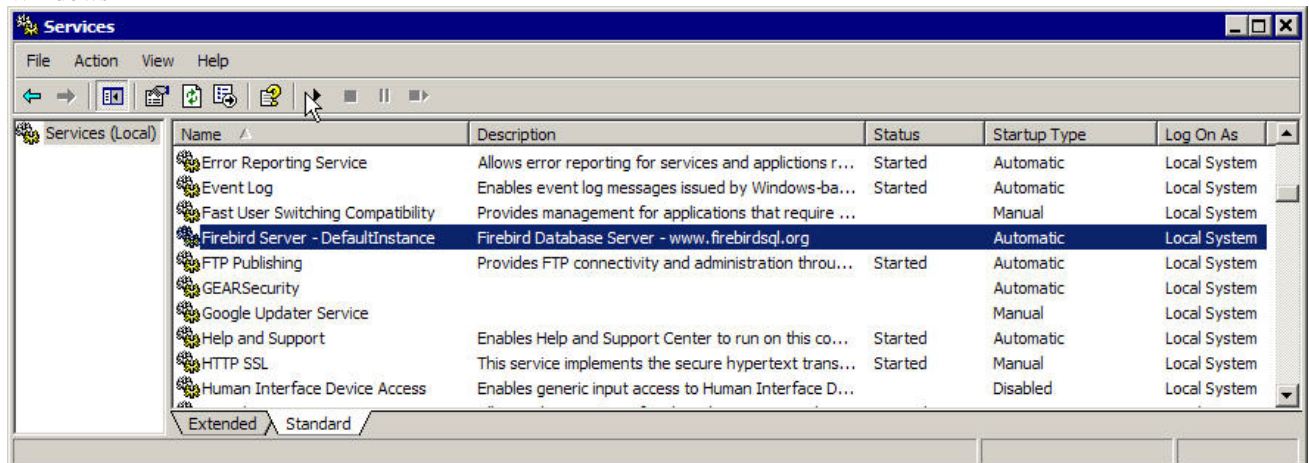 Services
File Action View Help
Services (Local)
Name Description Status Startup Type Log On As
Error Reporting Service Allows error reporting for services and applictions r... Started Automatic Local System
Event Log Enables event log messages issued by Windows-ba... Started Automatic Local System
Fast User Switching Compatibility Provides management for applications that require ... Manual Local System
Firebird Server - DefaultInstance Firebird Database Server - www.firebirdsql.org Automatic Local System
FTP Publishing Provides FTP connectivity and administration throu... Started Automatic Local System
GEARSecurity Automatic Local System
Google Updater Service Manual Local System
Help and Support Enables Help and Support Center to run on this co... Started Automatic Local System
HTTP SSL This service implements the secure hypertext trans... Started Manual Local System
Human Interface Device Access Enables generic input access to Human Interface D... Disabled Local System
Extended Standard